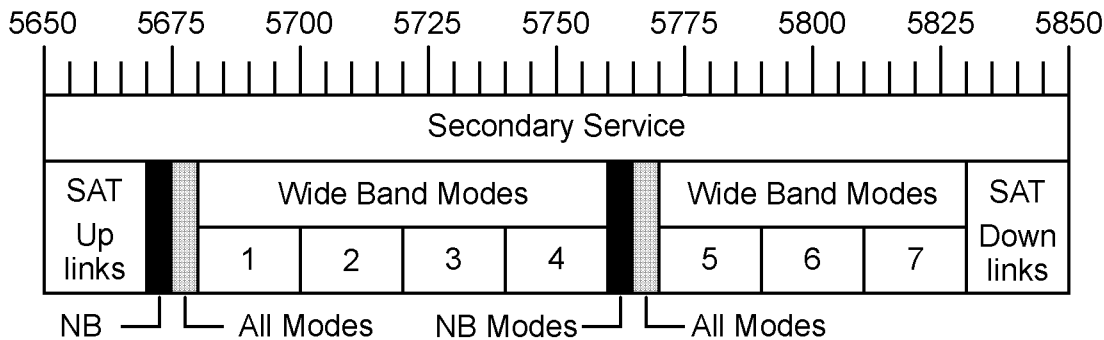 5650 5675 5700 5725 5750 5775 5800 5825 5850
Secondary Service
SAT Wide Band Modes Wide Band Modes SAT
Up links 1 2 3 4 5 6 7 Down links
NB All Modes NB Modes All Modes